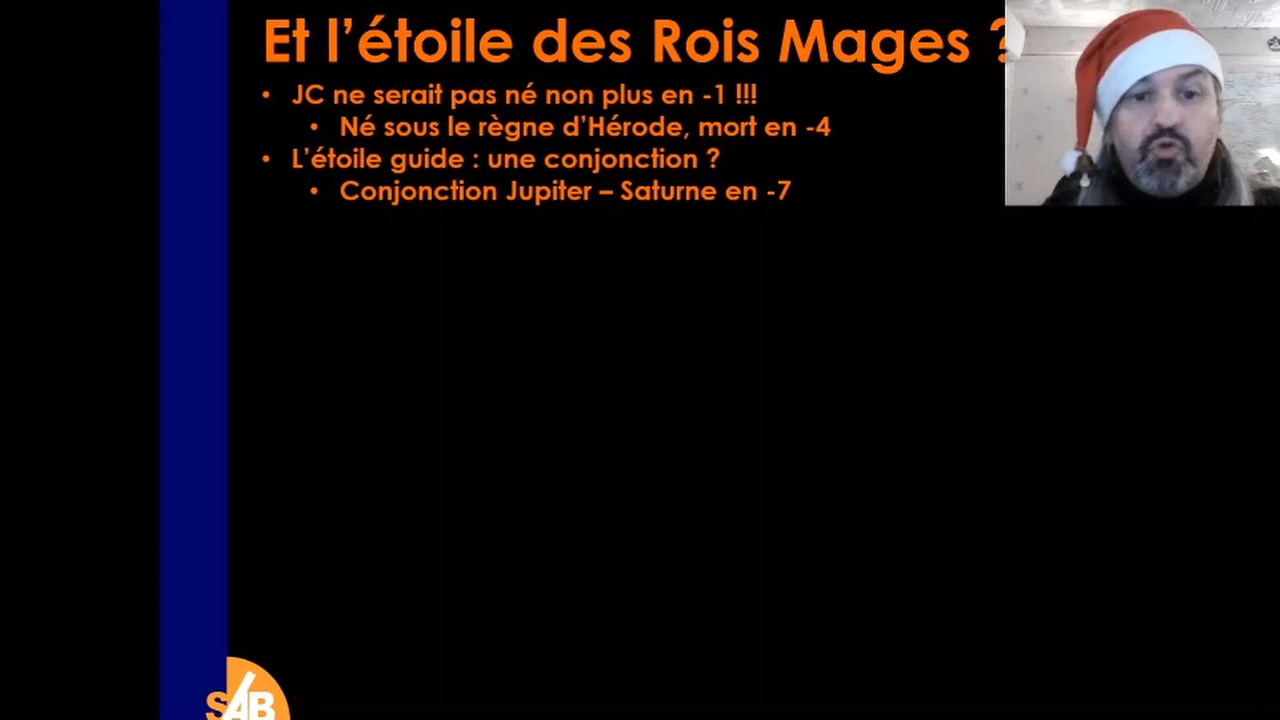 Et l’étoile des Rois Mages ?
• JC ne serait pas né non plus en -1 !!!
• Né sous le règne d’Hérode, mort en -4
• L’étoile guide : une conjonction ?
• Conjonction Jupiter – Saturne en -7
SAB